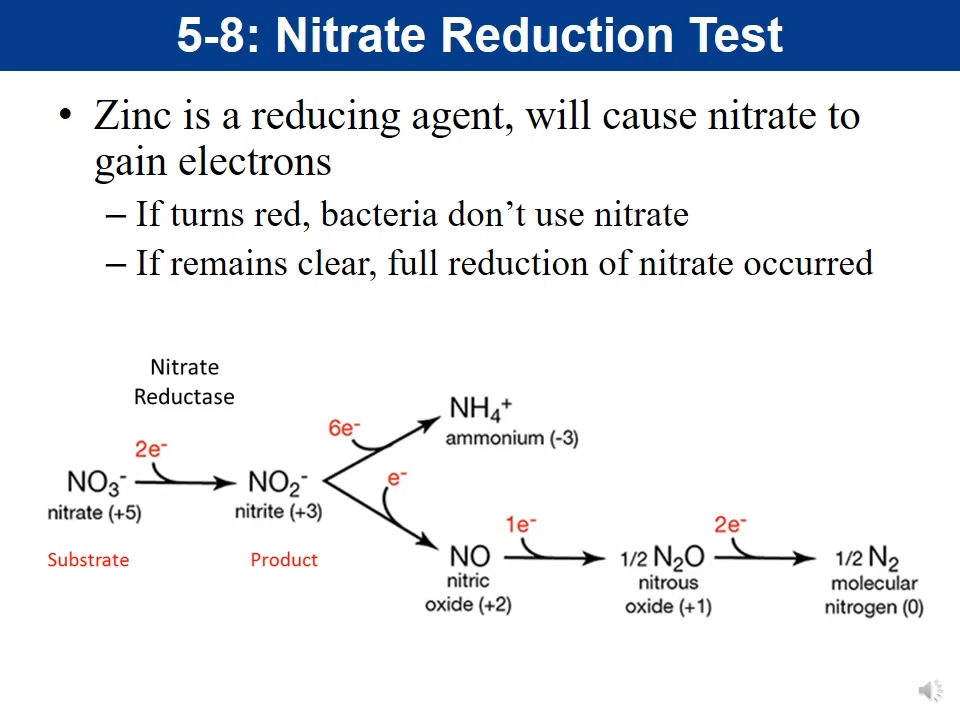 5-8: Nitrate Reduction Test
• Zinc is a reducing agent, will cause nitrate to
gain electrons
– If turns red, bacteria don’t use nitrate
– If remains clear, full reduction of nitrate occurred
Nitrate
Reductase
2e⁻
NO₃⁻
nitrate (+5)
Substrate
NO₂⁻
nitrite (+3)
Product
6e⁻
NH₄⁺
ammonium (-3)
e⁻
NO
nitric
oxide (+2)
1e⁻
1/2 N₂O
nitrous
oxide (+1)
2e⁻
1/2 N₂
molecular
nitrogen (0)